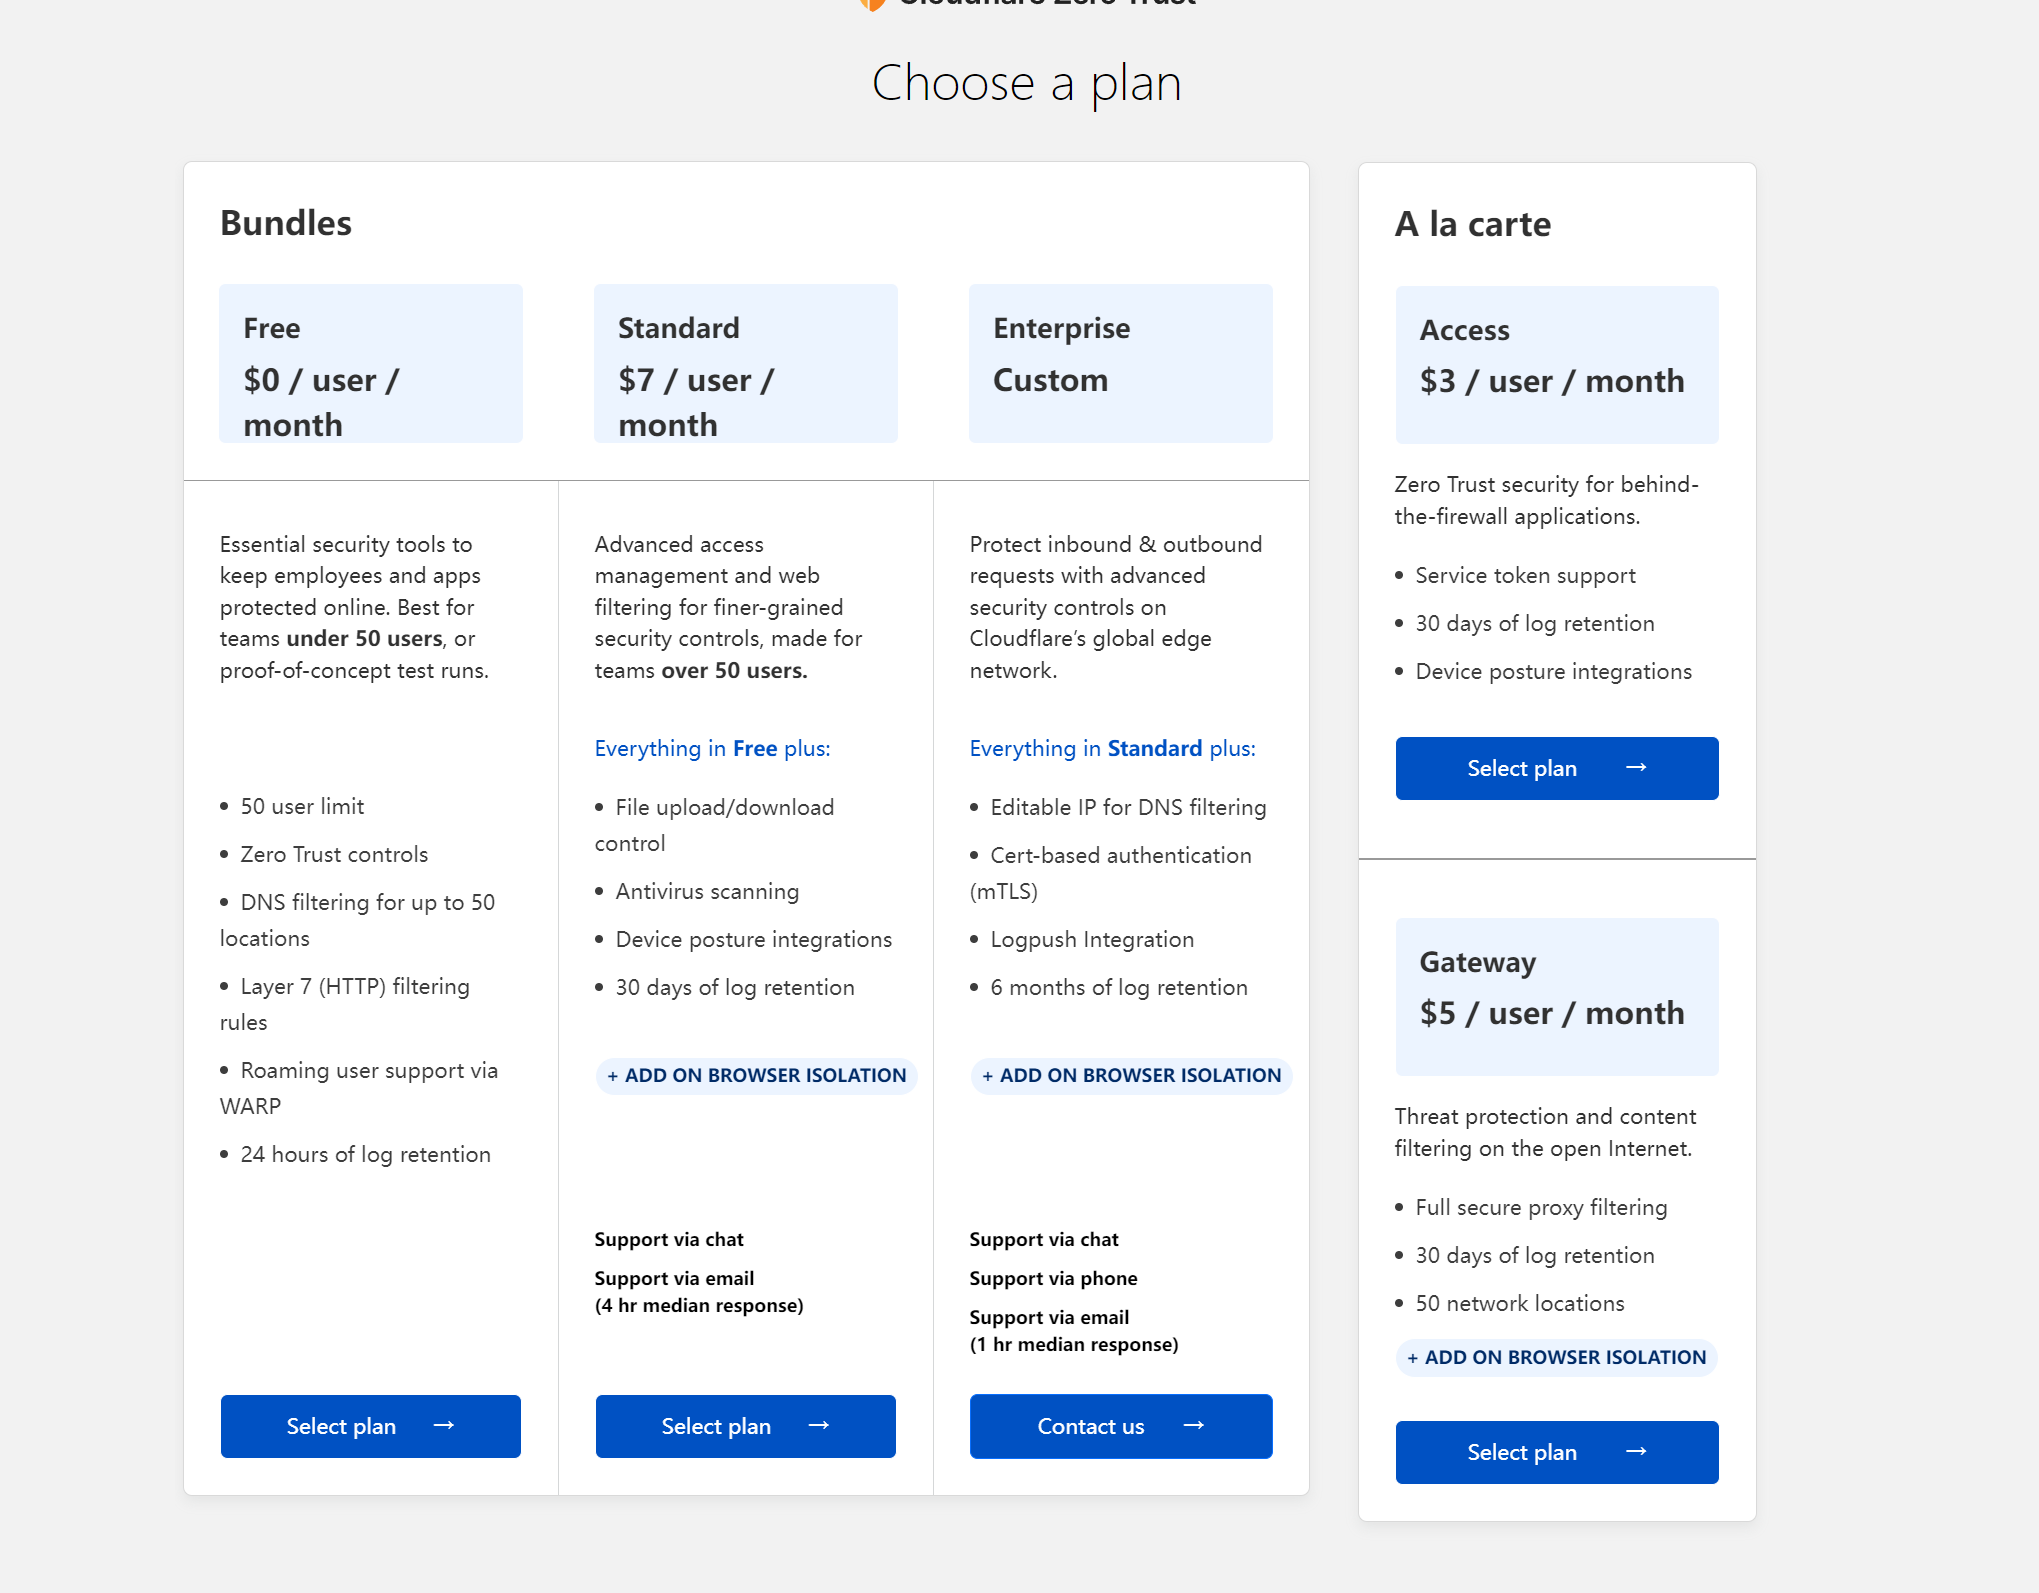 Cloudflare Zero Trust
Choose a plan
Bundles
Free
$0 / user /
month
Standard
$7 / user /
month
Enterprise
Custom
Essential security tools to
keep employees and apps
protected online. Best for
teams under 50 users, or
proof-of-concept test runs.
• 50 user limit
• Zero Trust controls
• DNS filtering for up to 50
locations
• Layer 7 (HTTP) filtering
rules
• Roaming user support via
WARP
• 24 hours of log retention
Select plan →
Advanced access
management and web
filtering for finer-grained
security controls, made for
teams over 50 users.
Everything in Free plus:
• File upload/download
control
• Antivirus scanning
• Device posture integrations
• 30 days of log retention
+ ADD ON BROWSER ISOLATION
Support via chat
Support via email
(4 hr median response)
Select plan →
Protect inbound & outbound
requests with advanced
security controls on
Cloudflare’s global edge
network.
Everything in Standard plus:
• Editable IP for DNS filtering
• Cert-based authentication
(mTLS)
• Logpush Integration
• 6 months of log retention
+ ADD ON BROWSER ISOLATION
Support via chat
Support via phone
Support via email
(1 hr median response)
Contact us →
A la carte
Access
$3 / user / month
Zero Trust security for behind-
the-firewall applications.
• Service token support
• 30 days of log retention
• Device posture integrations
Select plan →
Gateway
$5 / user / month
Threat protection and content
filtering on the open Internet.
• Full secure proxy filtering
• 30 days of log retention
• 50 network locations
+ ADD ON BROWSER ISOLATION
Select plan →